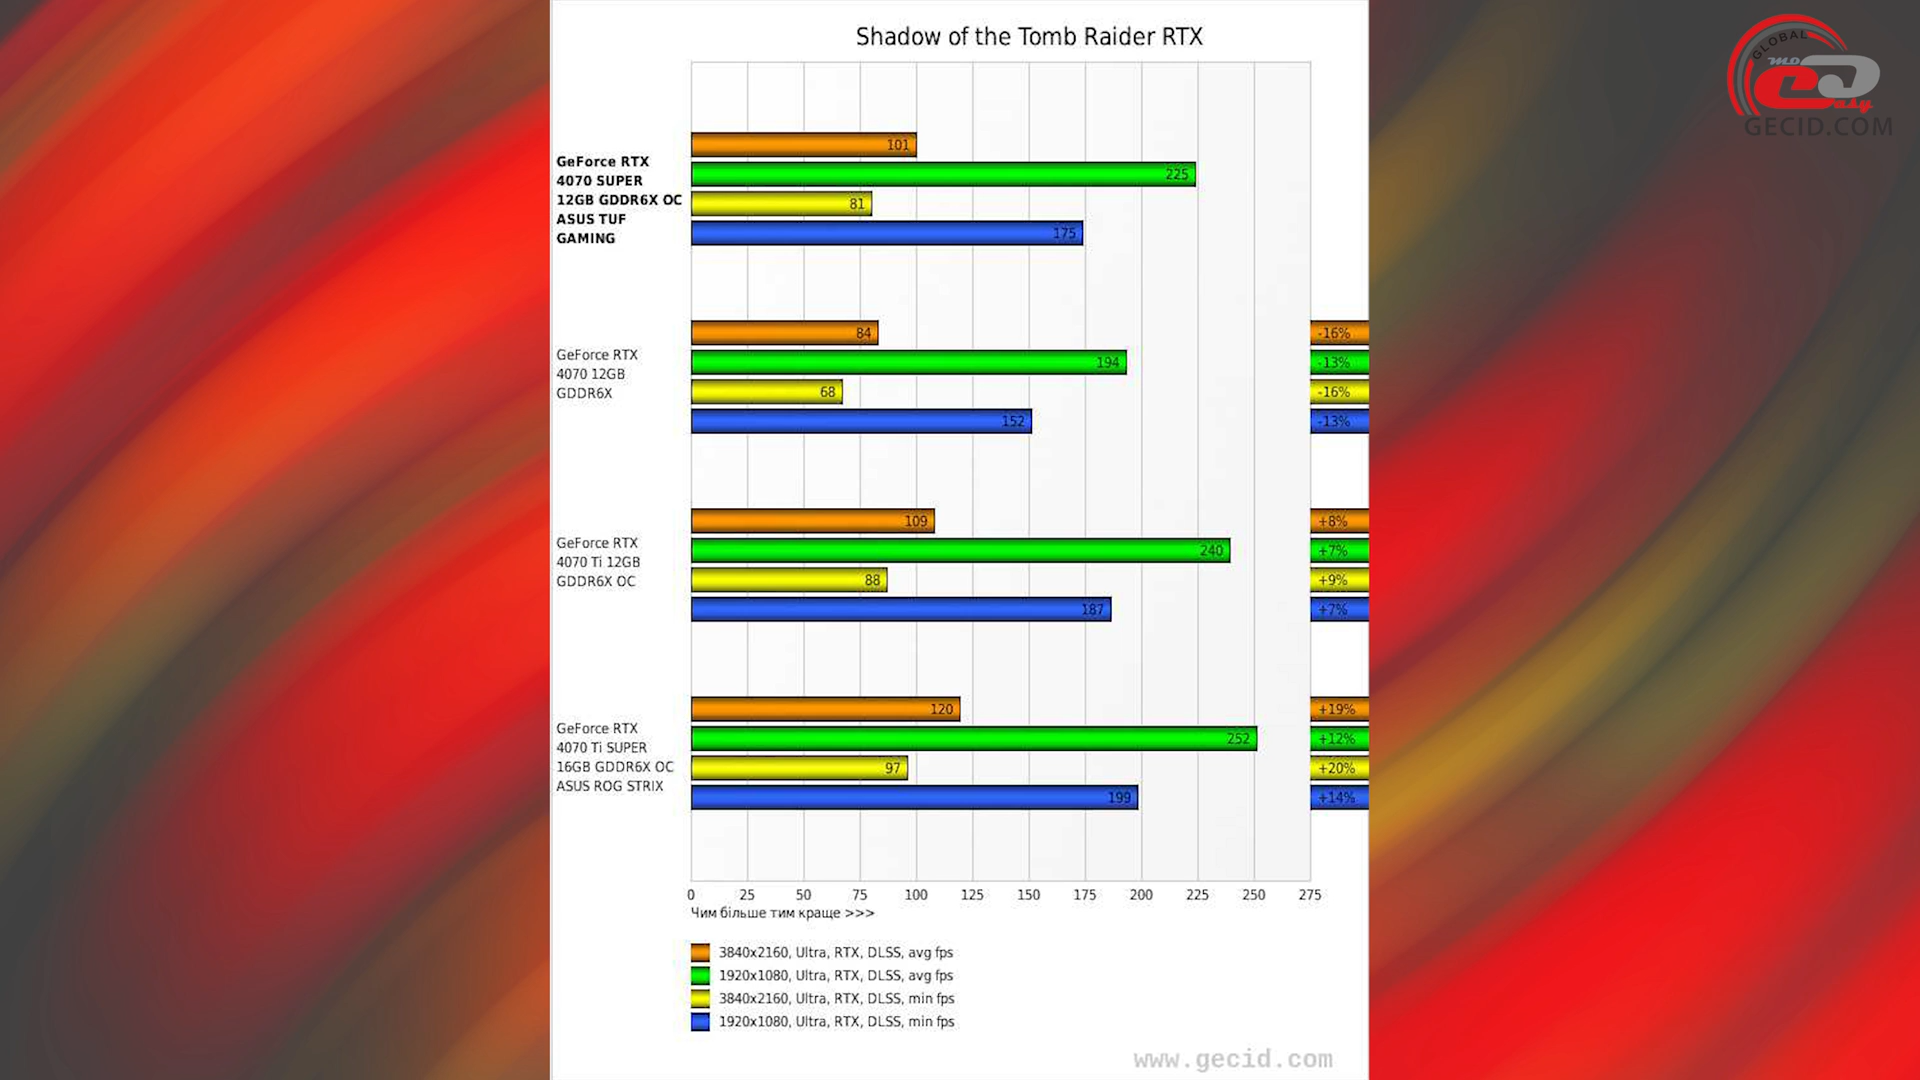 Shadow of the Tomb Raider RTX
GLOBAL
MD
easy
GECID.COM
GeForce RTX
4070 SUPER
12GB GDDR6X OC
ASUS TUF
GAMING
101
225
81
175
GeForce RTX
4070 12GB
GDDR6X
84
194
68
152
-16%
-13%
-16%
-13%
GeForce RTX
4070 Ti 12GB
GDDR6X OC
109
240
88
187
+8%
+7%
+9%
+7%
GeForce RTX
4070 Ti SUPER
16GB GDDR6X OC
ASUS ROG STRIX
120
252
97
199
+19%
+12%
+20%
+14%
0 25 50 75 100 125 150 175 200 225 250 275
Чим більше тим краще >>>
3840x2160, Ultra, RTX, DLSS, avg fps
1920x1080, Ultra, RTX, DLSS, avg fps
3840x2160, Ultra, RTX, DLSS, min fps
1920x1080, Ultra, RTX, DLSS, min fps
www.gecid.com